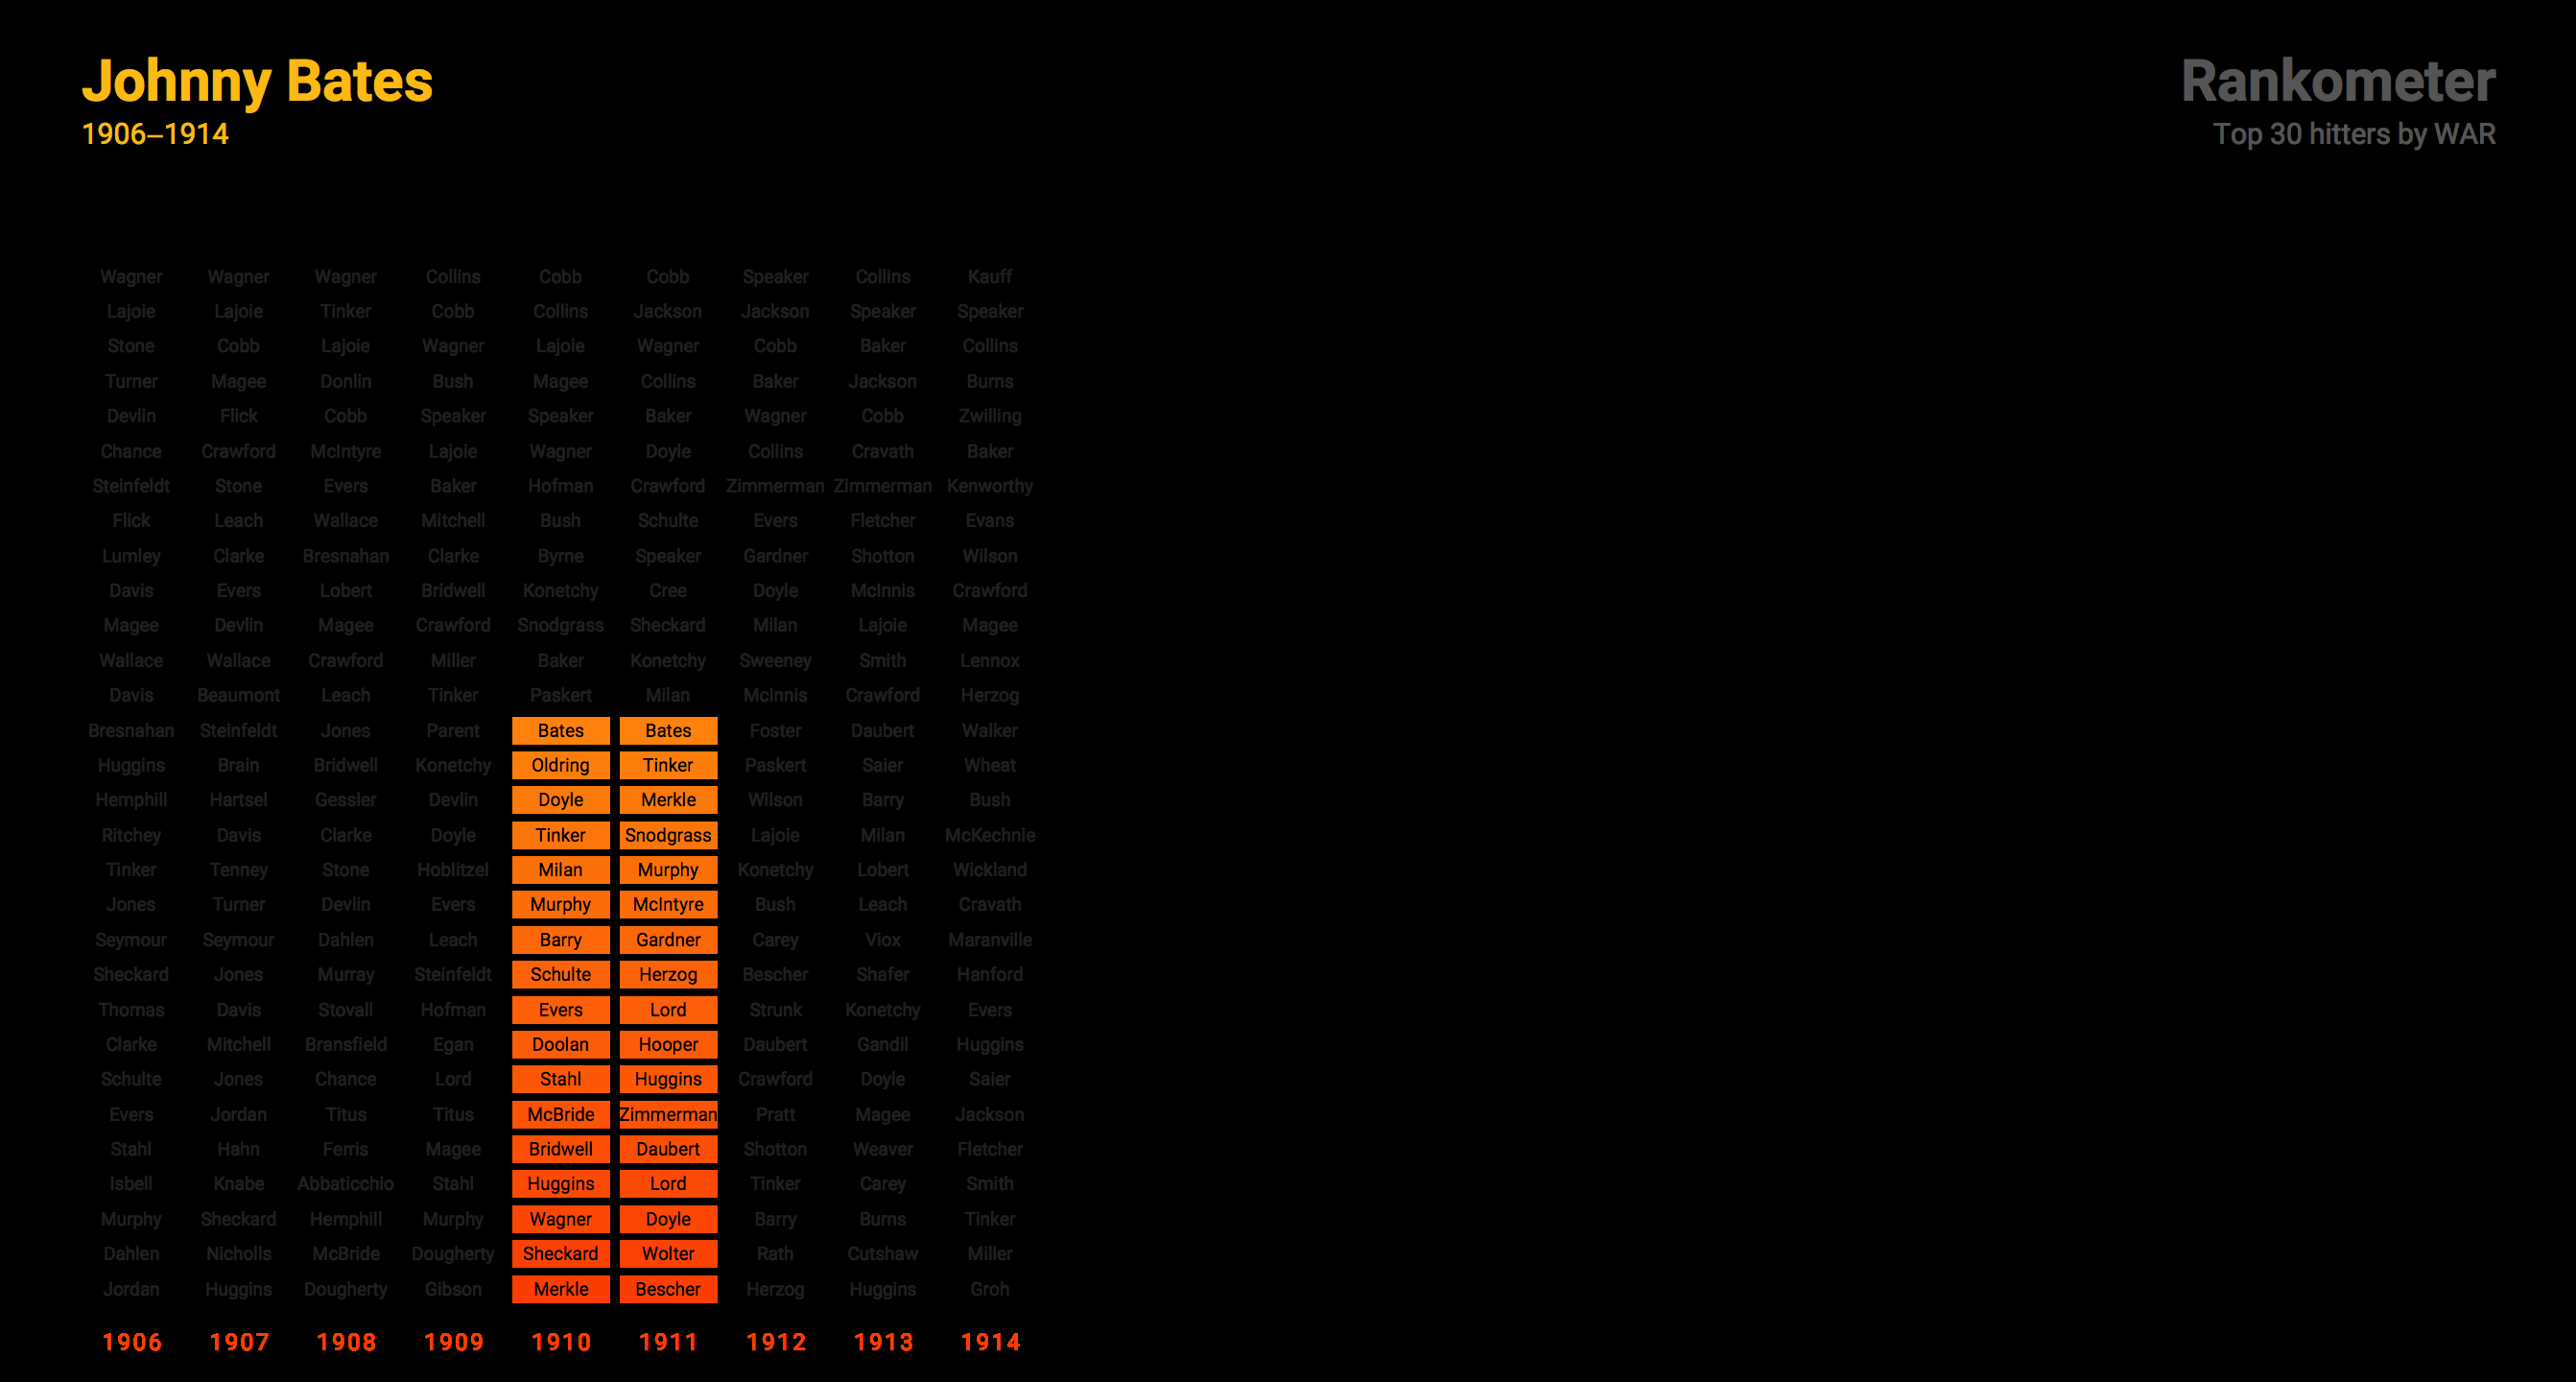 Johnny Bates
1906–1914
Rankometer
Top 30 hitters by WAR
Wagner Wagner Wagner Collins Cobb Cobb Speaker Collins Kauff
Lajoie Lajoie Tinker Cobb Collins Jackson Jackson Speaker Speaker
Stone Cobb Lajoie Wagner Lajoie Wagner Cobb Baker Collins
Turner Magee Donlin Bush Magee Collins Baker Jackson Burns
Devlin Flick Cobb Speaker Speaker Baker Wagner Cobb Zwilling
Chance Crawford McIntyre Lajoie Wagner Doyle Collins Cravath Baker
Steinfeldt Stone Evers Baker Hofman Crawford Zimmerman Zimmerman Kenworthy
Flick Leach Wallace Mitchell Bush Schulte Evers Fletcher Evans
Lumley Clarke Bresnahan Clarke Byrne Speaker Gardner Shotton Wilson
Davis Evers Lobert Bridwell Konetchy Cree Doyle McInnis Crawford
Magee Devlin Magee Crawford Snodgrass Sheckard Milan Lajoie Magee
Wallace Wallace Crawford Miller Baker Konetchy Sweeney Smith Lennox
Davis Beaumont Leach Tinker Paskert Milan McInnis Crawford Herzog
Bresnahan Steinfeldt Jones Parent Bates Bates Foster Daubert Walker
Huggins Brain Bridwell Konetchy Oldring Tinker Paskert Saier Wheat
Hemphill Hartsel Gessler Devlin Doyle Merkle Wilson Barry Bush
Ritchey Davis Clarke Doyle Tinker Snodgrass Lajoie Milan McKechnie
Tinker Tenney Stone Hoblitzel Milan Murphy Konetchy Lobert Wickland
Jones Turner Devlin Evers Murphy McIntyre Bush Leach Cravath
Seymour Seymour Dahlen Leach Barry Gardner Carey Viox Maranville
Sheckard Jones Murray Steinfeldt Schulte Herzog Bescher Shafer Hanford
Thomas Davis Stovall Hofman Evers Lord Strunk Konetchy Evers
Clarke Mitchell Bransfield Egan Doolan Hooper Daubert Gandil Huggins
Schulte Jones Chance Lord Stahl Huggins Crawford Doyle Saier
Evers Jordan Titus Titus McBride Zimmerman Pratt Magee Jackson
Stahl Hahn Ferris Magee Bridwell Daubert Shotton Weaver Fletcher
Isbell Knabe Abbaticchio Stahl Huggins Lord Tinker Carey Smith
Murphy Sheckard Hemphill Murphy Wagner Doyle Barry Burns Tinker
Dahlen Nicholls McBride Dougherty Sheckard Wolter Rath Cutshaw Miller
Jordan Huggins Dougherty Gibson Merkle Bescher Herzog Huggins Groh
1906 1907 1908 1909 1910 1911 1912 1913 1914